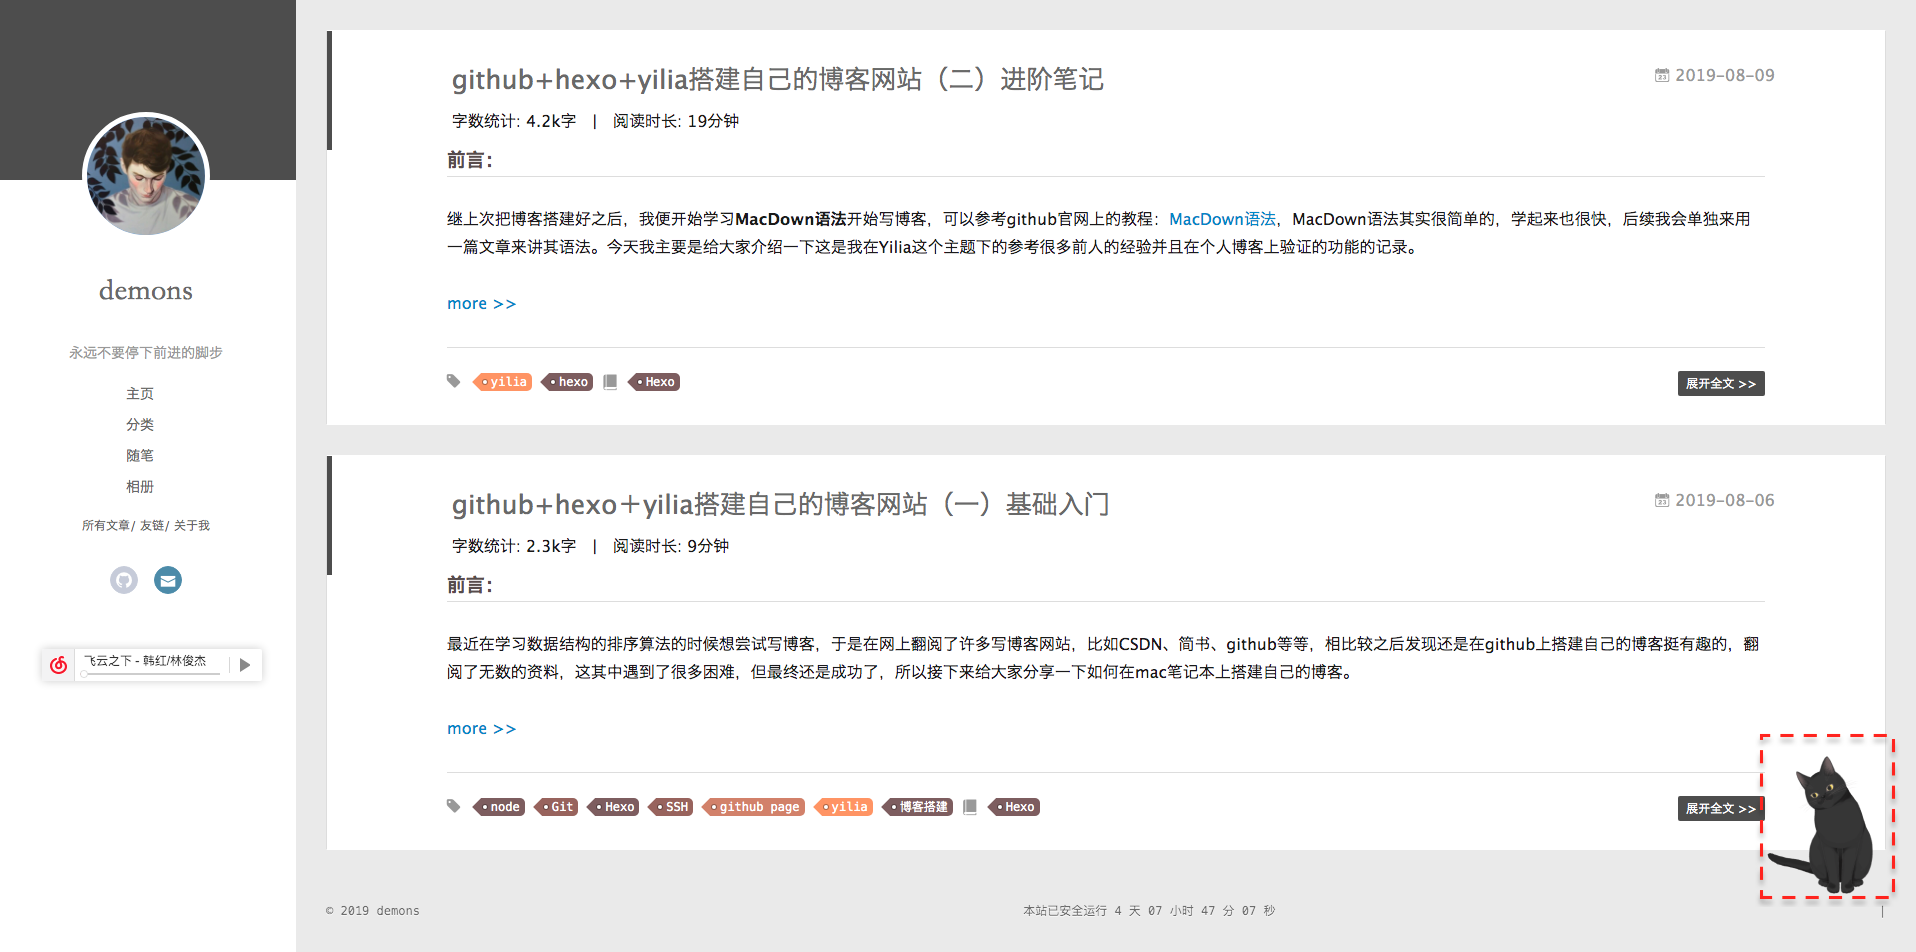 demons
永远不要停下前进的脚步
主页
分类
随笔
相册
所有文章/ 友链/ 关于我
飞云之下 - 韩红/林俊杰
github+hexo+yilia搭建自己的博客网站（二）进阶笔记
2019-08-09
字数统计: 4.2k字 | 阅读时长: 19分钟
前言：
继上次把博客搭建好之后，我便开始学习MacDown语法开始写博客，可以参考github官网上的教程：MacDown语法，MacDown语法其实很简单的，学起来也很快，后续我会单独来用
一篇文章来讲其语法。今天我主要是给大家介绍一下这是我在Yilia这个主题下的参考很多前人的经验并且在个人博客上验证的功能的记录。
more >>
yilia hexo Hexo
展开全文 >>
github+hexo＋yilia搭建自己的博客网站（一）基础入门
2019-08-06
字数统计: 2.3k字 | 阅读时长: 9分钟
前言：
最近在学习数据结构的排序算法的时候想尝试写博客，于是在网上翻阅了许多写博客网站，比如CSDN、简书、github等等，相比较之后发现还是在github上搭建自己的博客挺有趣的，翻
阅了无数的资料，这其中遇到了很多困难，但最终还是成功了，所以接下来给大家分享一下如何在mac笔记本上搭建自己的博客。
more >>
node Git Hexo SSH github page yilia 博客搭建 Hexo
展开全文 >>
© 2019 demons
本站已安全运行 4 天 07 小时 47 分 07 秒
|